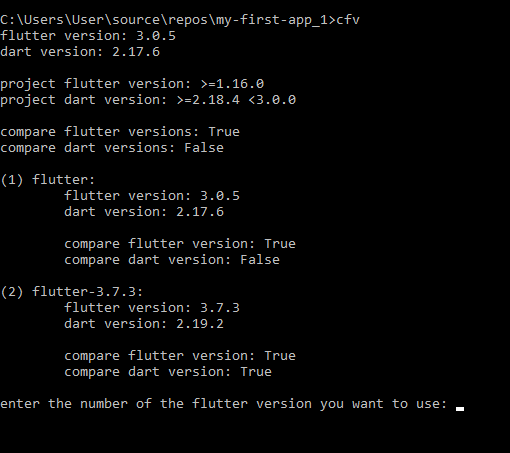 C:\Users\User\source\repos\my-first-app_1>cfv
flutter version: 3.0.5
dart version: 2.17.6
project flutter version: >=1.16.0
project dart version: >=2.18.4 <3.0.0
compare flutter versions: True
compare dart versions: False
(1) flutter:
flutter version: 3.0.5
dart version: 2.17.6
compare flutter version: True
compare dart version: False
(2) flutter-3.7.3:
flutter version: 3.7.3
dart version: 2.19.2
compare flutter version: True
compare dart version: True
enter the number of the flutter version you want to use: